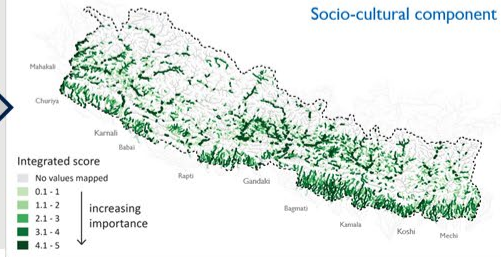 Socio-cultural component
Mahakali
Churiya
Karnali
Babai
Rapti
Gandaki
Bagmati
Kamala
Koshi
Mechi
Integrated score
No values mapped
0.1 - 1
1.1 - 2
2.1 - 3
3.1 - 4
4.1 - 5
increasing
importance